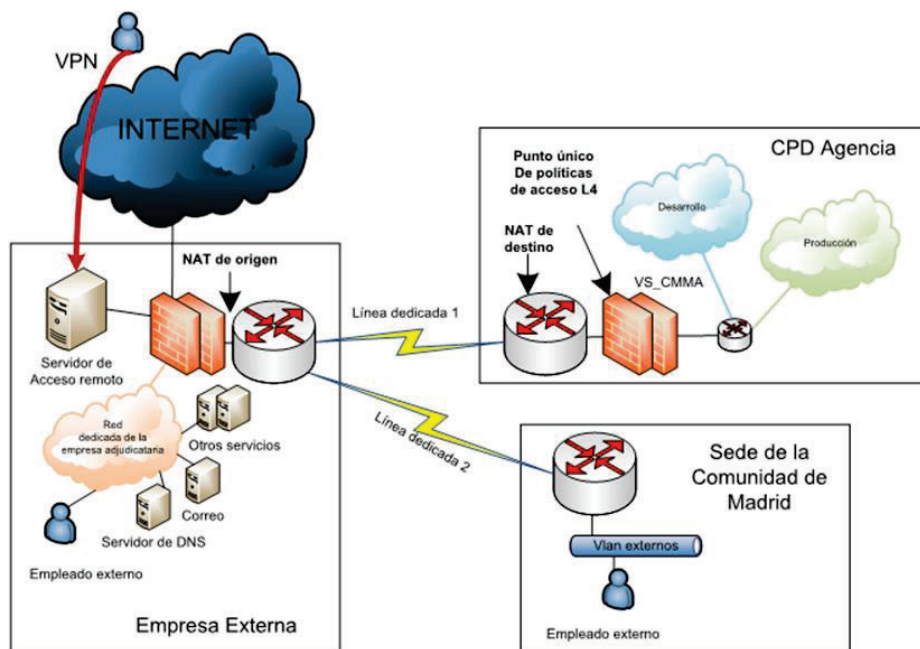 VPN
INTERNET
CPD Agencia
Punto único
De políticas
de acceso L4
Desarrollo
Producción
NAT de
destino
VS_CMMA
NAT de origen
Línea dedicada 1
Servidor de
Acceso remoto
Red
dedicada de la
empresa adjudicataria
Otros servicios
Correo
Servidor de DNS
Empleado externo
Empresa Externa
Línea dedicada 2
Sede de la
Comunidad de
Madrid
Vlan externos
Empleado externo